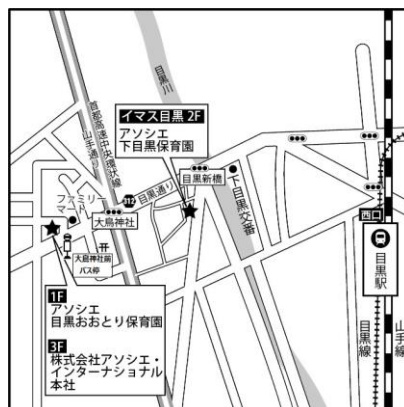 目黒川
首都高速中央環状線
山手通り
イマス目黒 2F
アソシエ
下目黒保育園
目黒通り
312
目黒新橋
下目黒交番
ファミリー
マート
大鳥神社
大鳥神社前
バス停
西口
目黒駅
目黒線
山手線
1F
アソシエ
目黒おおとり保育園
3F
株式会社アソシエ・
インターナショナル
本社